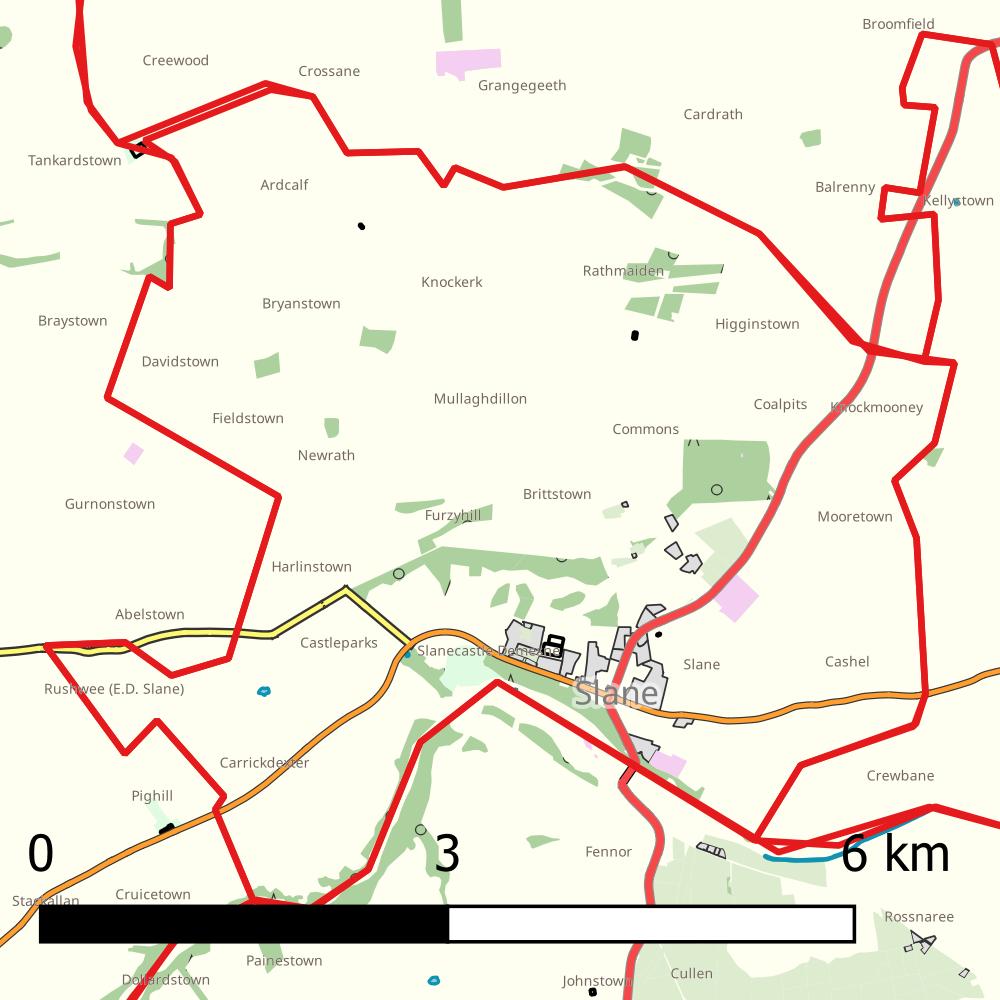 Broomfield
Creewood
Crossane
Grangegeeth
Cardrath
Tankardstown
Ardcalf
Balrenny
Kellystown
Rathmaiden
Knockerk
Bryanstown
Braystown
Higginstown
Davidstown
Mullaghdillon
Coalpits
Knockmooney
Fieldstown
Commons
Newrath
Brittstown
Gurnonstown
Furzyhill
Mooretown
Harlinstown
Abelstown
Castleparks
Slanecastle Demesne
Slane
Cashel
Rushwee (E.D. Slane)
Slane
Carrickdexter
Crewbane
Pighill
0
3
6 km
Fennor
Cruicetown
Stackallan
Rossnaree
Painestown
Cullen
Dollardstown
Johnstown